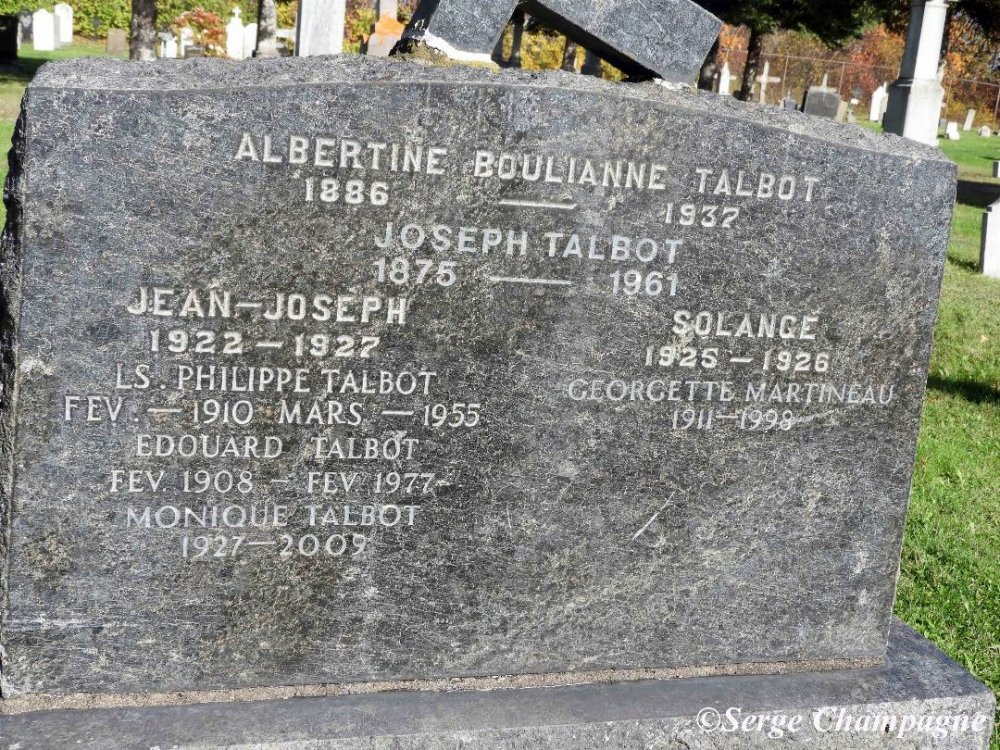 ALBERTINE BOULIANNE TALBOT
1886 — 1937
JOSEPH TALBOT
1875 — 1961
JEAN-JOSEPH
1922 - 1927
LS. PHILIPPE TALBOT
FEV. — 1910 MARS — 1955
EDOUARD TALBOT
FEV. 1908 - FEV. 1977
MONIQUE TALBOT
1927 - 2009
SOLANGE
1925 - 1926
GEORGETTE MARTINEAU
1911-1998
©Serge Champagne